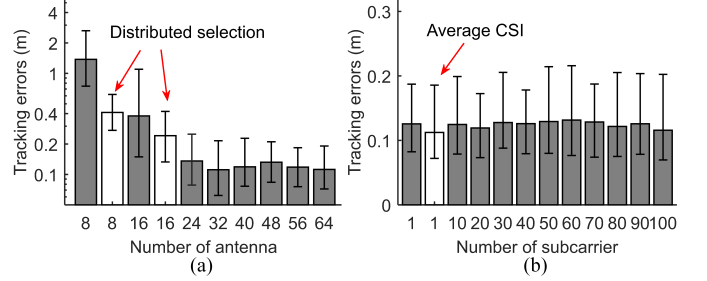 4
2
1
0.4
0.2
0.1
Tracking errors (m)
Distributed selection
8 8 16 16 24 32 40 48 56 64
Number of antenna
(a)
0.3
0.2
0.1
0
Tracking errors (m)
Average CSI
1 1 10 20 30 40 50 60 70 80 90 100
Number of subcarrier
(b)